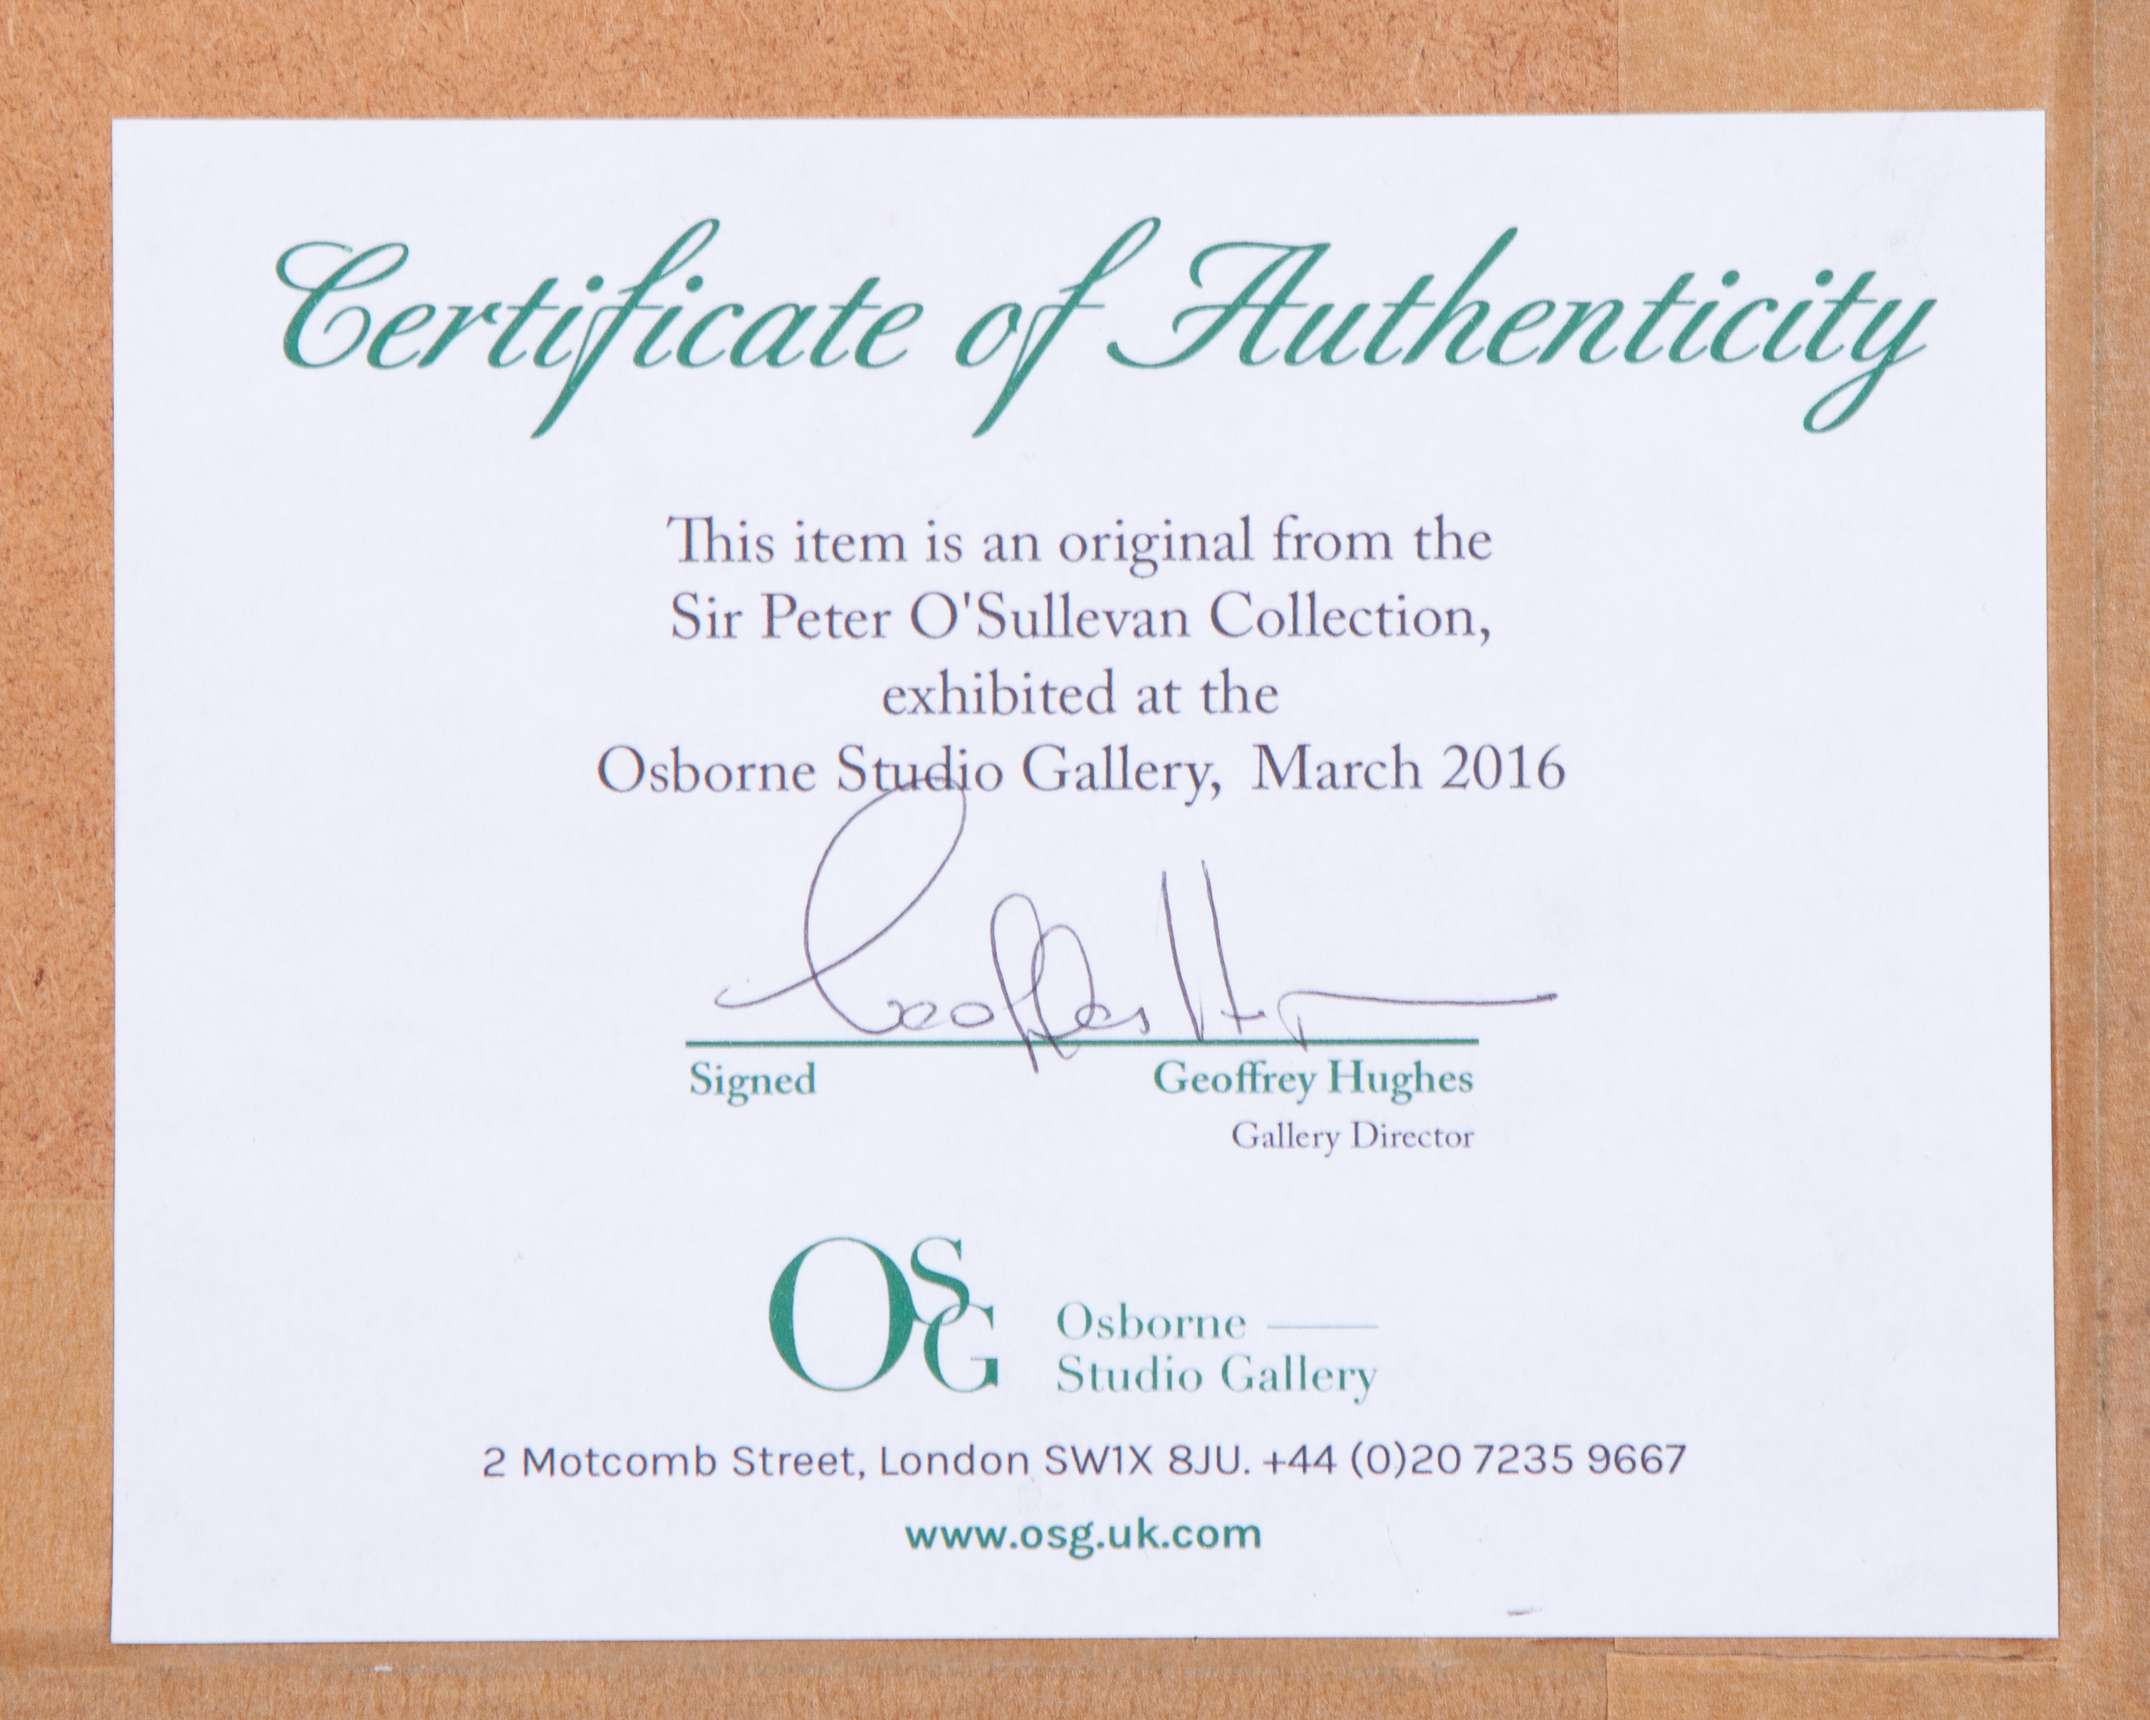 Certificate of Authenticity
This item is an original from the
Sir Peter O'Sullevan Collection,
exhibited at the
Osborne Studio Gallery, March 2016
Geoffrey Hughes
Signed Geoffrey Hughes
Gallery Director
OSG
Osborne
Studio Gallery
2 Motcomb Street, London SW1X 8JU. +44 (0)20 7235 9667
www.osg.uk.com